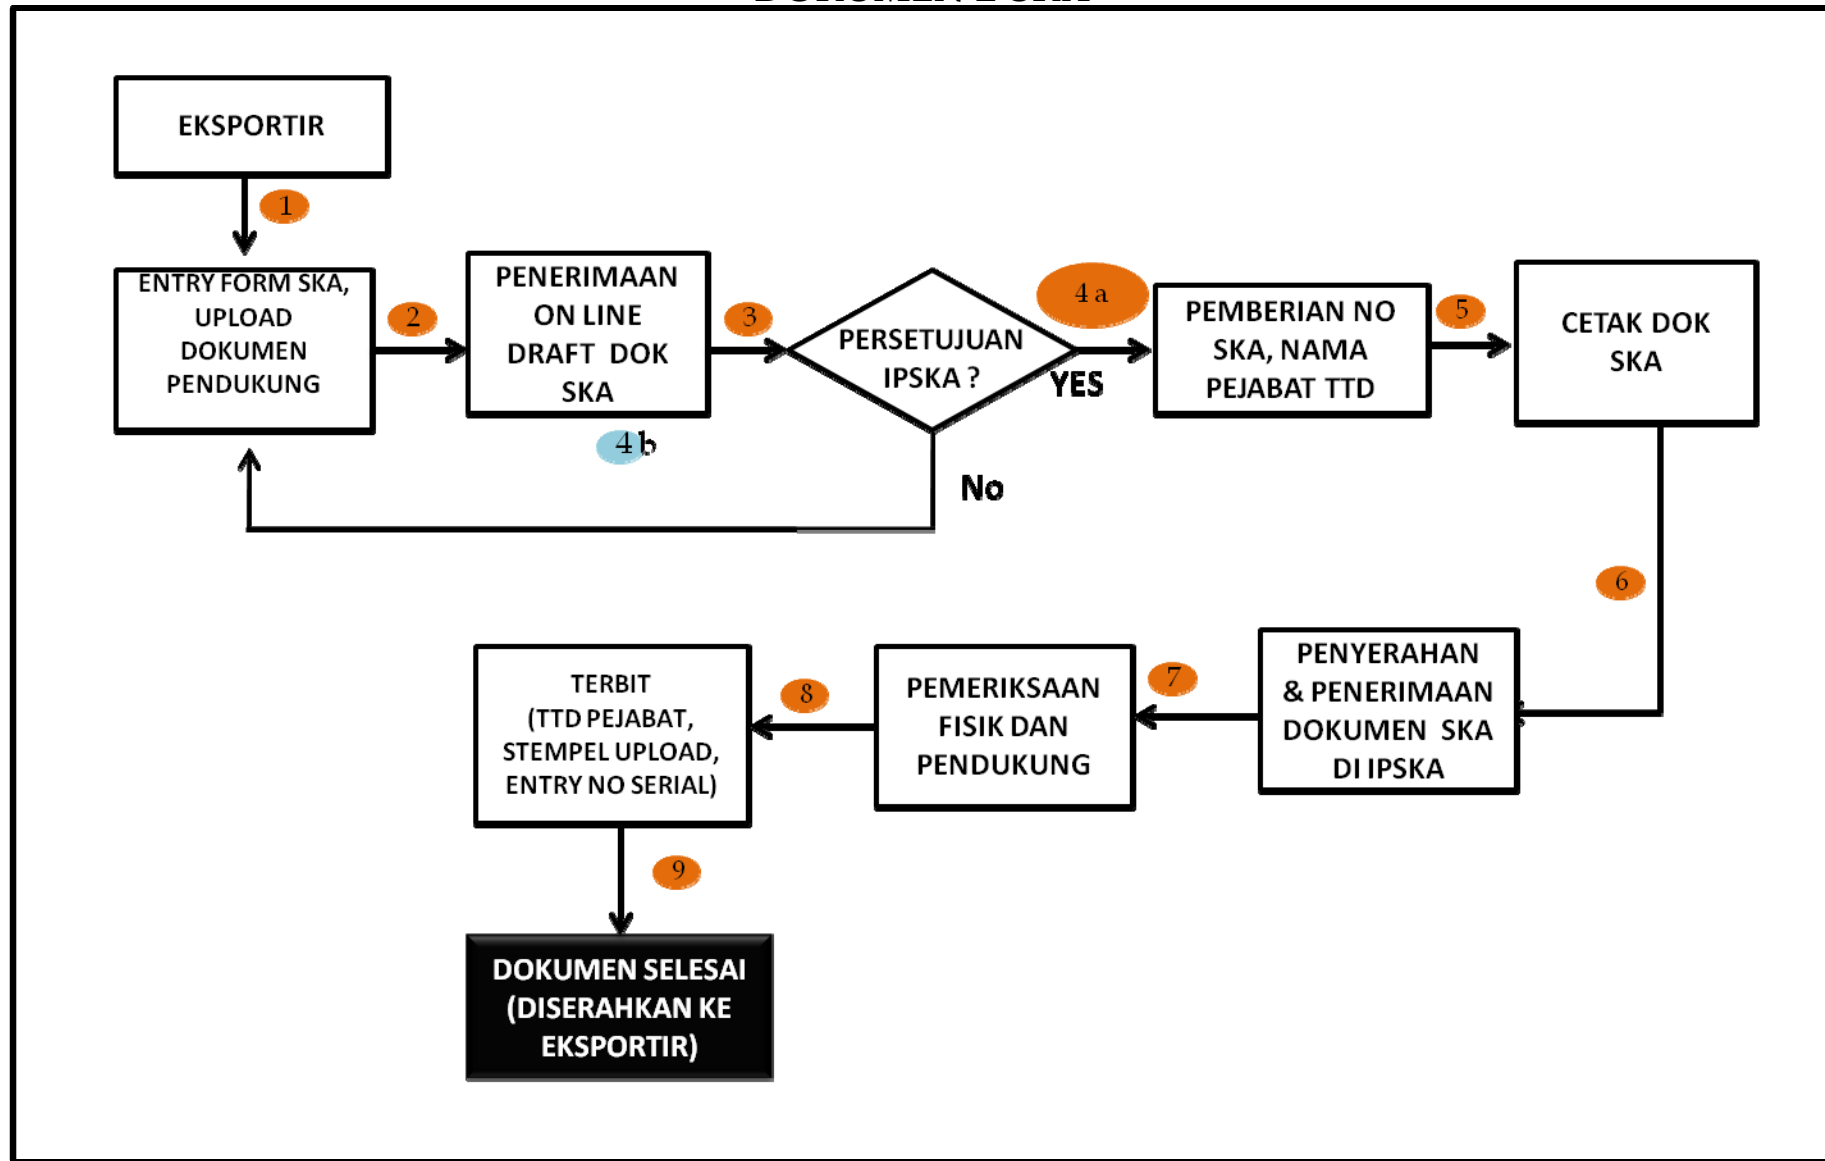 EKSPORTIR
1
ENTRY FORM SKA,
UPLOAD
DOKUMEN
PENDUKUNG
2
PENERIMAAN
ON LINE
DRAFT DOK
SKA
3
PERSETUJUAN
IPSKA ?
4 a
YES
PEMBERIAN NO
SKA, NAMA
PEJABAT TTD
5
CETAK DOK
SKA
4 b
No
6
PENYERAHAN
& PENERIMAAN
DOKUMEN SKA
DI IPSKA
7
PEMERIKSAAN
FISIK DAN
PENDUKUNG
8
TERBIT
(TTD PEJABAT,
STEMPEL UPLOAD,
ENTRY NO SERIAL)
9
DOKUMEN SELESAI
(DISERAHKAN KE
EKSPORTIR)